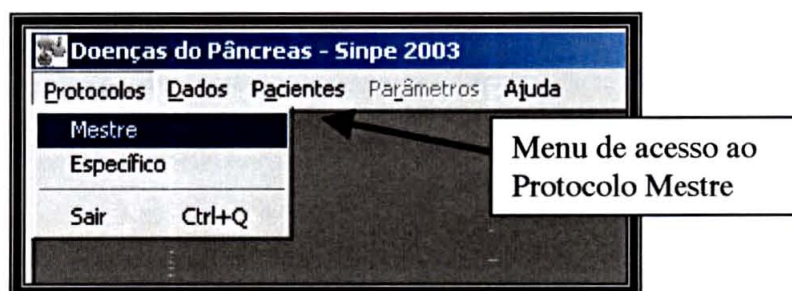 Doenças do Pâncreas - Sinpe 2003
Protocolos Dados Pacientes Parâmetros Ajuda
Mestre
Específico
Sair Ctrl+Q
Menu de acesso ao
Protocolo Mestre